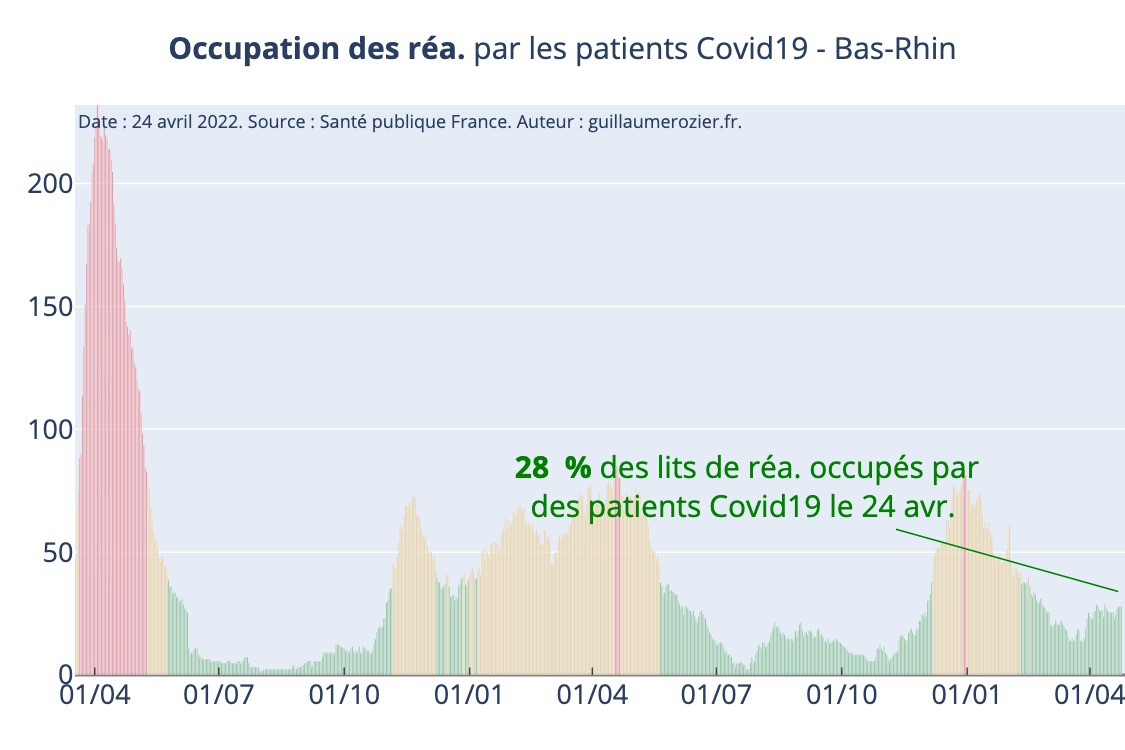 Occupation des réa. par les patients Covid19 - Bas-Rhin
Date : 24 avril 2022. Source : Santé publique France. Auteur : guillaumerozier.fr.
200
150
100
28 % des lits de réa. occupés par
des patients Covid19 le 24 avr.
50
0
01/04 01/07 01/10 01/01 01/04 01/07 01/10 01/01 01/04